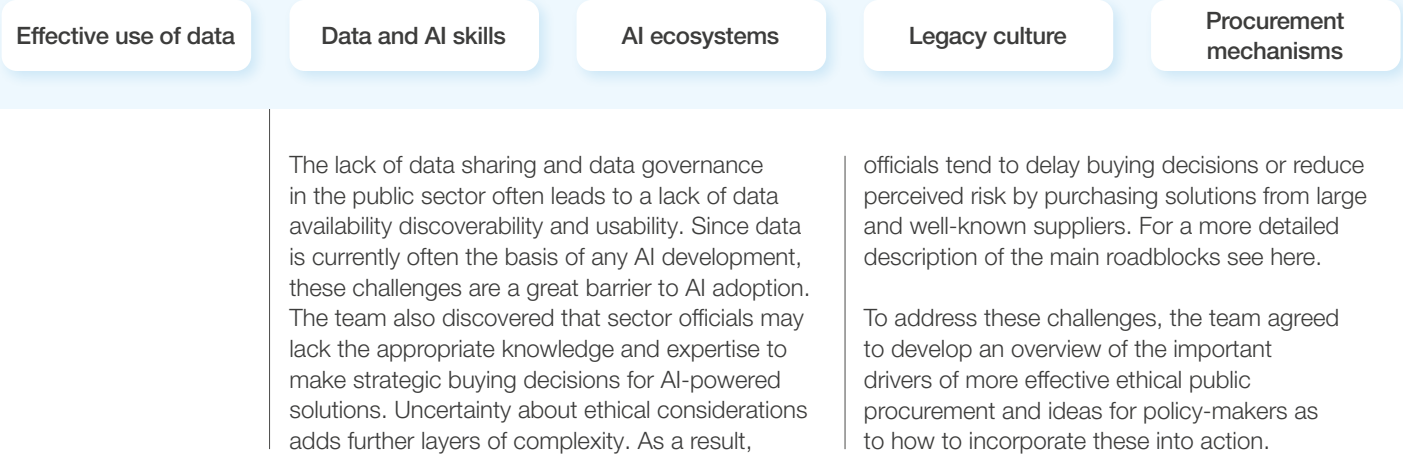 Effective use of data
Data and AI skills
AI ecosystems
Legacy culture
Procurement
mechanisms
The lack of data sharing and data governance
in the public sector often leads to a lack of data
availability discoverability and usability. Since data
is currently often the basis of any AI development,
these challenges are a great barrier to AI adoption.
The team also discovered that sector officials may
lack the appropriate knowledge and expertise to
make strategic buying decisions for AI-powered
solutions. Uncertainty about ethical considerations
adds further layers of complexity. As a result,
officials tend to delay buying decisions or reduce
perceived risk by purchasing solutions from large
and well-known suppliers. For a more detailed
description of the main roadblocks see here.
To address these challenges, the team agreed
to develop an overview of the important
drivers of more effective ethical public
procurement and ideas for policy-makers as
to how to incorporate these into action.